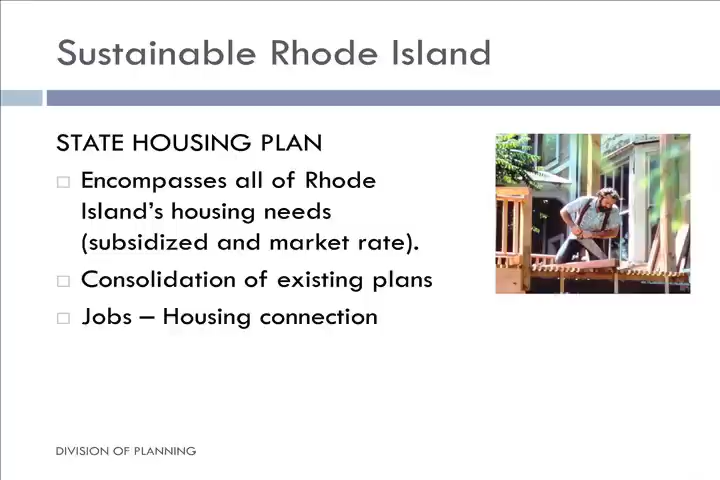 Sustainable Rhode Island
STATE HOUSING PLAN
Encompasses all of Rhode
Island's housing needs
(subsidized and market rate).
Consolidation of existing plans
Jobs – Housing connection
DIVISION OF PLANNING